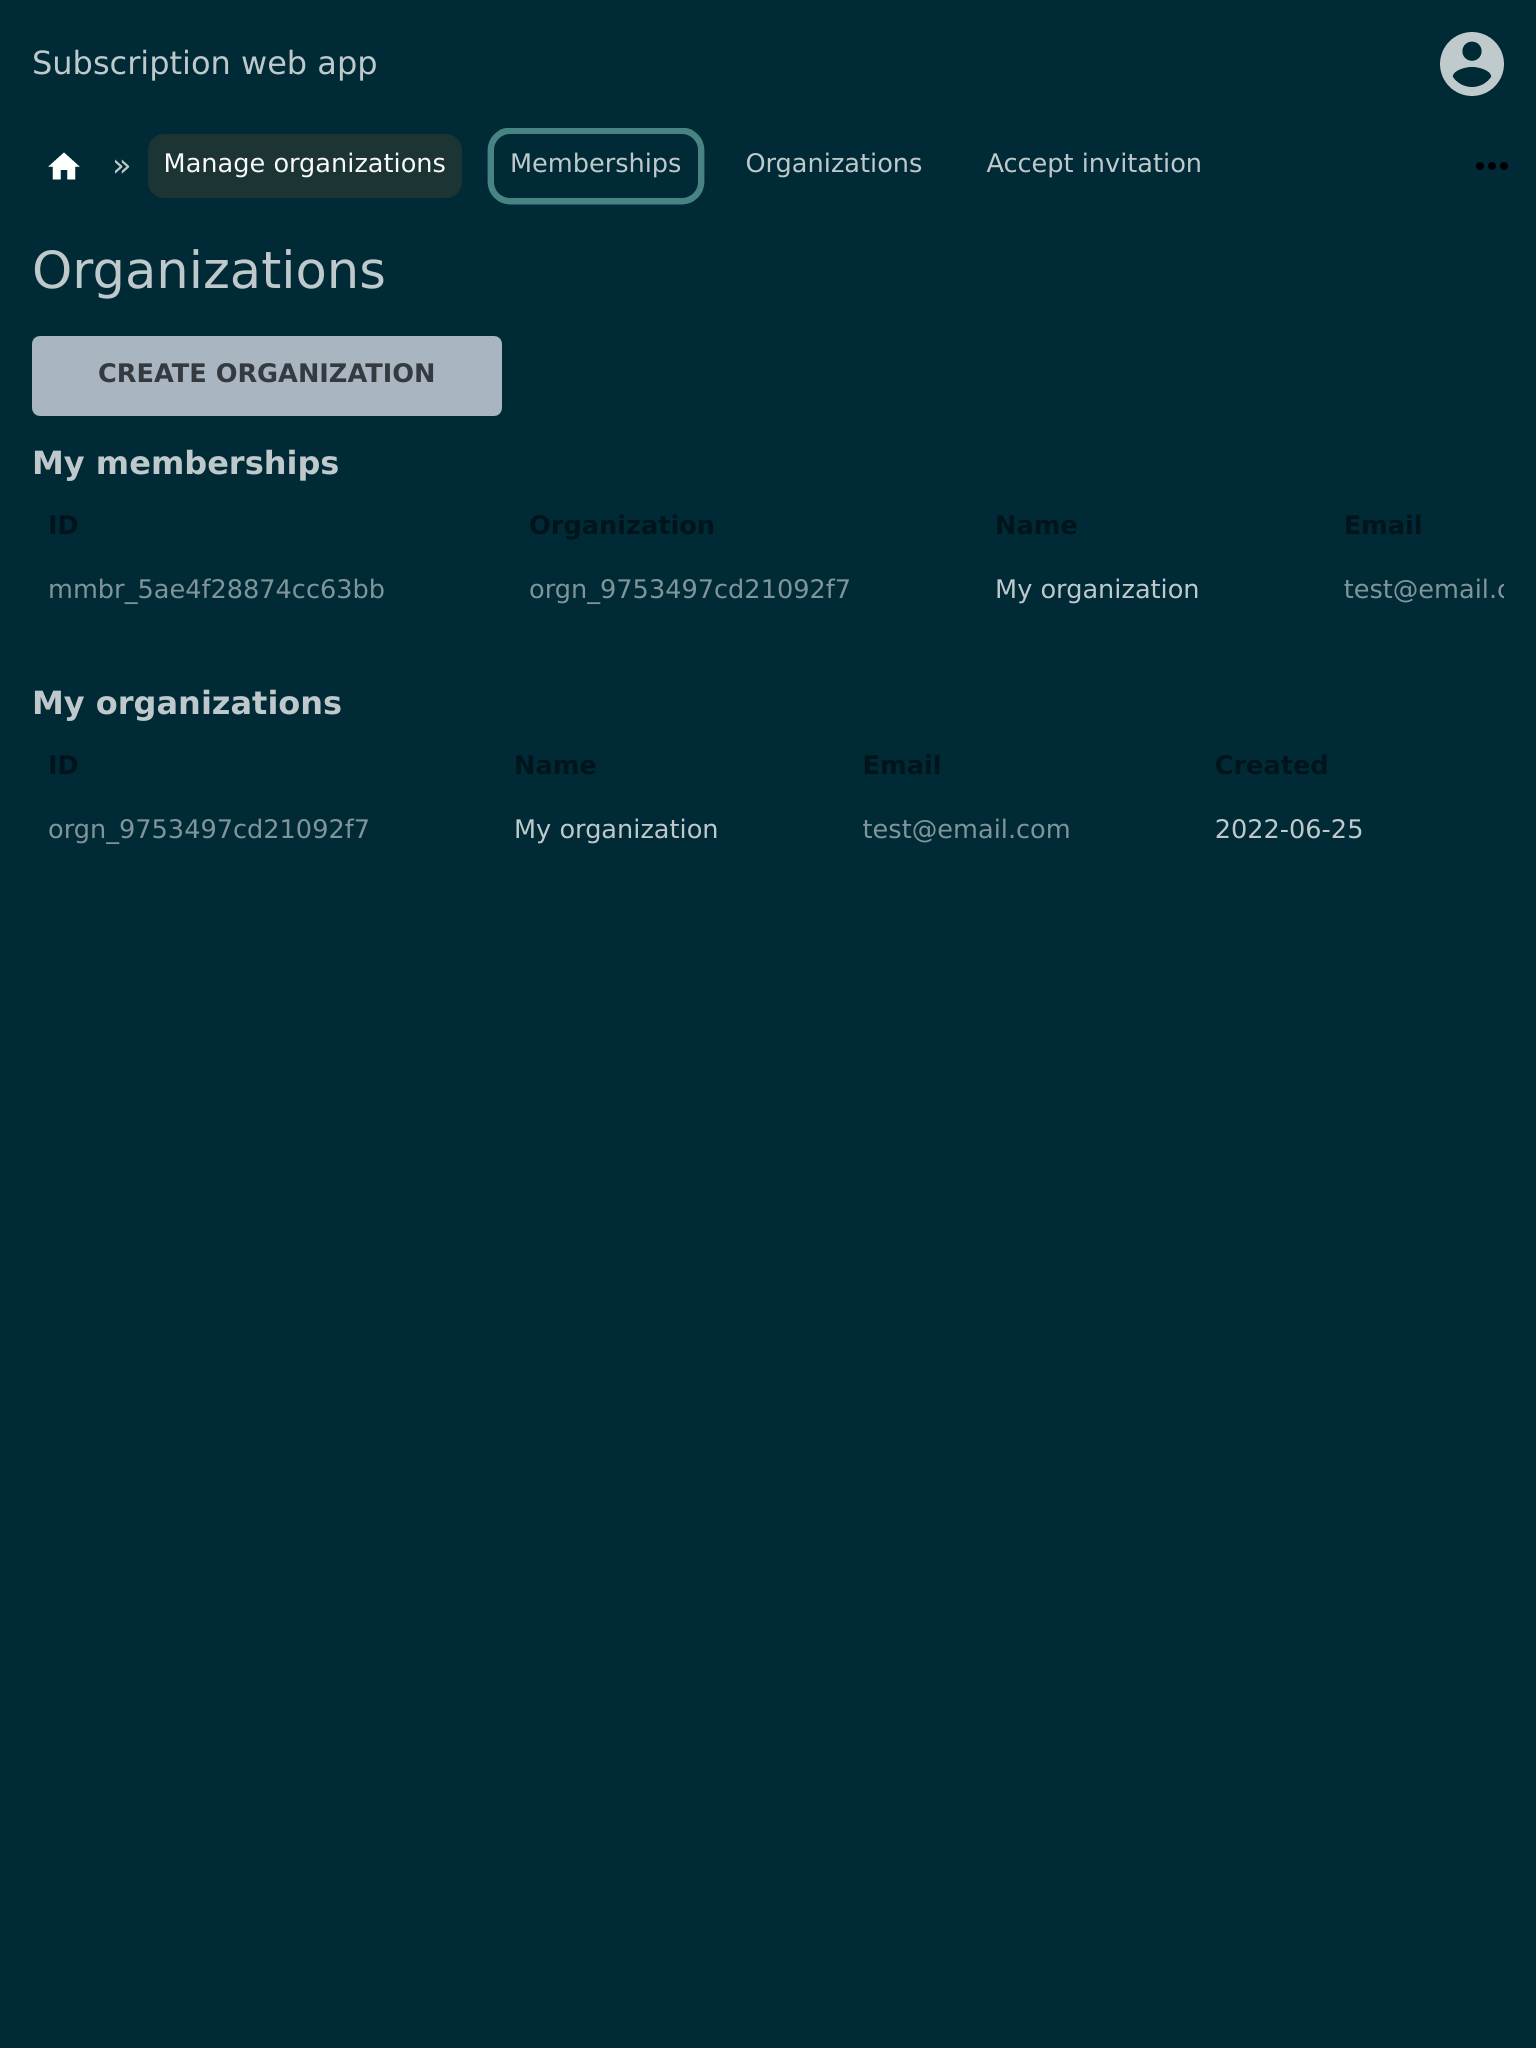 Subscription web app
» Manage organizations Memberships Organizations Accept invitation
Organizations
CREATE ORGANIZATION
My memberships
ID Organization Name Email
mmbr_5ae4f28874cc63bb orgn_9753497cd21092f7 My organization test@email.c
My organizations
ID Name Email Created
orgn_9753497cd21092f7 My organization test@email.com 2022-06-25